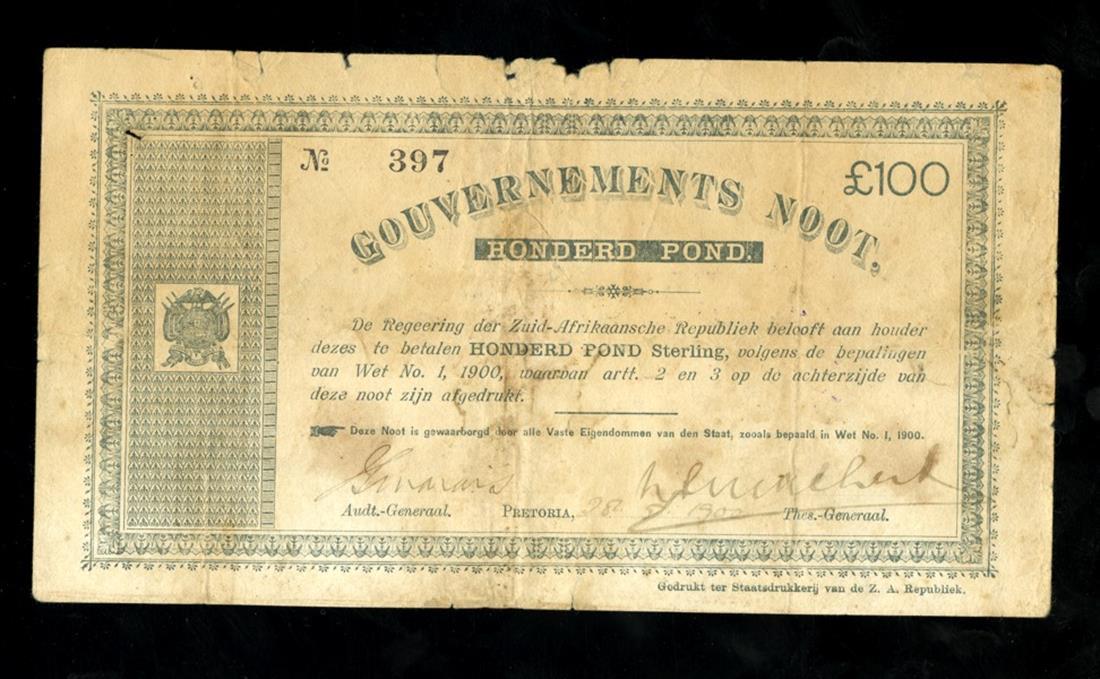 № 397
£100
GOUVERNEMENTS NOOT,
HONDERD POND.
De Regeering der Zuid-Afrikaansche Republiek belooft aan houder
dezes te betalen HONDERD POND Sterling, volgens de bepalingen
van Wet No. 1, 1900, waarvan artt. 2 en 3 op de achterzijde van
deze noot zijn afgedrukt.
Deze Noot is gewaarborgd door alle Vaste Eigendommen van den Staat, zooals bepaald in Wet No. 1, 1900.
Audt.-Generaal. PRETORIA, 28 1900 Thes.-Generaal.
Gedrukt ter Staatsdrukkerij van de Z. A. Republiek.